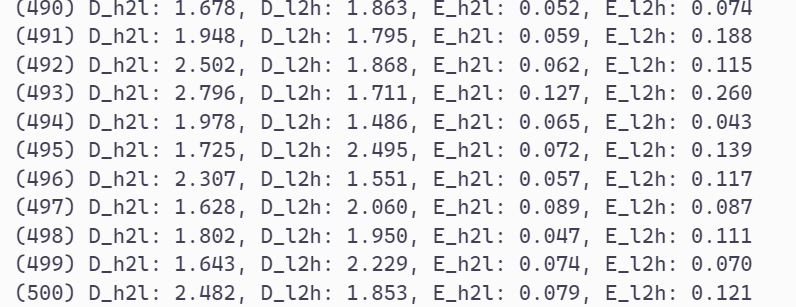 (490) D_h2l: 1.678, D_l2h: 1.863, E_h2l: 0.052, E_l2h: 0.074
(491) D_h2l: 1.948, D_l2h: 1.795, E_h2l: 0.059, E_l2h: 0.188
(492) D_h2l: 2.502, D_l2h: 1.868, E_h2l: 0.062, E_l2h: 0.115
(493) D_h2l: 2.796, D_l2h: 1.711, E_h2l: 0.127, E_l2h: 0.260
(494) D_h2l: 1.978, D_l2h: 1.486, E_h2l: 0.065, E_l2h: 0.043
(495) D_h2l: 1.725, D_l2h: 2.495, E_h2l: 0.072, E_l2h: 0.139
(496) D_h2l: 2.307, D_l2h: 1.551, E_h2l: 0.057, E_l2h: 0.117
(497) D_h2l: 1.628, D_l2h: 2.060, E_h2l: 0.089, E_l2h: 0.087
(498) D_h2l: 1.802, D_l2h: 1.950, E_h2l: 0.047, E_l2h: 0.111
(499) D_h2l: 1.643, D_l2h: 2.229, E_h2l: 0.074, E_l2h: 0.070
(500) D_h2l: 2.482, D_l2h: 1.853, E_h2l: 0.079, E_l2h: 0.121